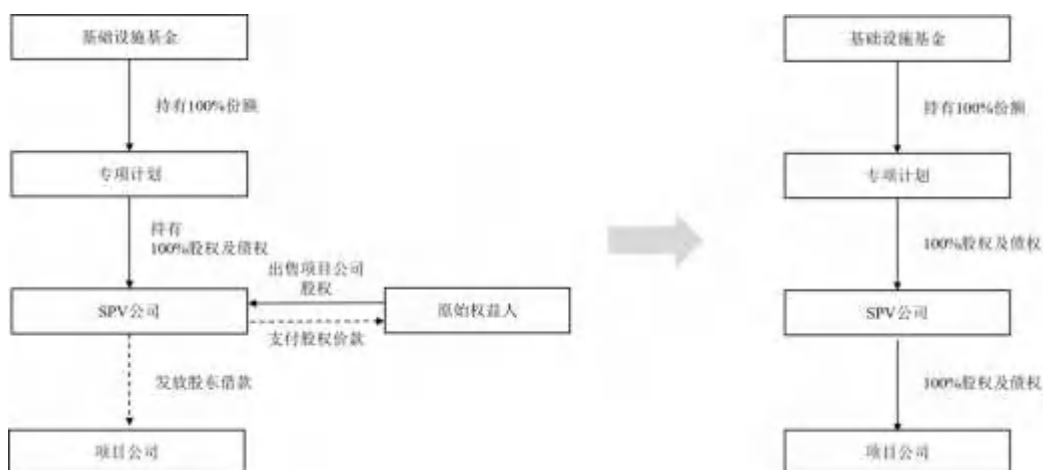 基础设施基金
持有100%份额
专项计划
持有
100%股权及债权
出售项目公司
股权
SPV公司
原始权益人
支付股权价款
发放股东借款
项目公司
基础设施基金
持有100%份额
专项计划
100%股权及债权
SPV公司
100%股权及债权
项目公司